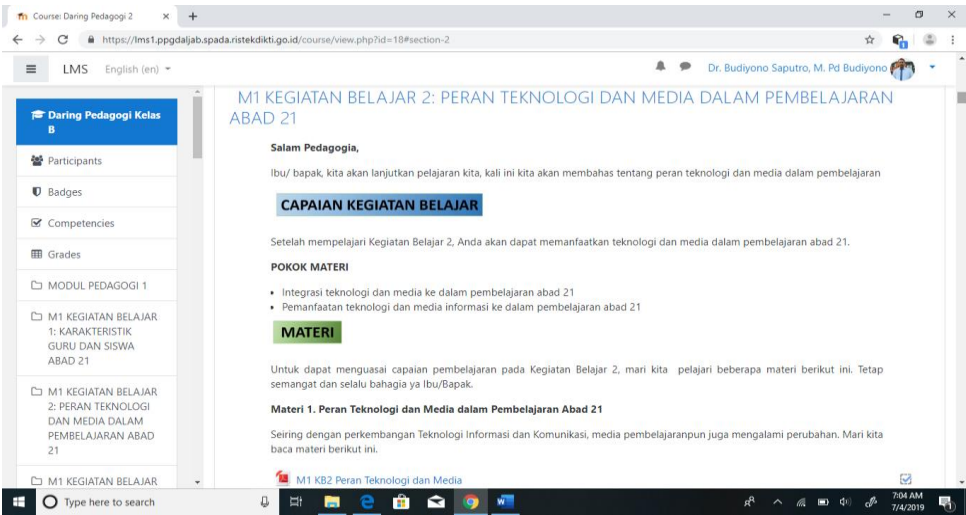 Course: Daring Pedagogi 2
https://lms1.ppgdaljab.spada.ristekdikti.go.id/course/view.php?id=18#section-2
LMS English (en)
Dr. Budiyono Saputro, M. Pd Budiyono
Daring Pedagogi Kelas
B
Participants
Badges
Competencies
Grades
MODUL PEDAGOGI 1
M1 KEGIATAN BELAJAR
1: KARAKTERISTIK
GURU DAN SISWA
ABAD 21
M1 KEGIATAN BELAJAR
2: PERAN TEKNOLOGI
DAN MEDIA DALAM
PEMBELAJARAN ABAD
21
M1 KEGIATAN BELAJAR
M1 KEGIATAN BELAJAR 2: PERAN TEKNOLOGI DAN MEDIA DALAM PEMBELAJARAN
ABAD 21
Salam Pedagogia,
Ibu/ bapak, kita akan lanjutkan pelajaran kita, kali ini kita akan membahas tentang peran teknologi dan media dalam pembelajaran
CAPAIAN KEGIATAN BELAJAR
Setelah mempelajari Kegiatan Belajar 2, Anda akan dapat memanfaatkan teknologi dan media dalam pembelajaran abad 21.
POKOK MATERI
• Integrasi teknologi dan media ke dalam pembelajaran abad 21
• Pemanfaatan teknologi dan media informasi ke dalam pembelajaran abad 21
MATERI
Untuk dapat menguasai capaian pembelajaran pada Kegiatan Belajar 2, mari kita pelajari beberapa materi berikut ini. Tetap
semangat dan selalu bahagia ya Ibu/Bapak.
Materi 1. Peran Teknologi dan Media dalam Pembelajaran Abad 21
Seiring dengan perkembangan Teknologi Informasi dan Komunikasi, media pembelajaranpun juga mengalami perubahan. Mari kita
baca materi berikut ini.
M1 KB2 Peran Teknologi dan Media
Type here to search
7:04 AM
7/4/2019